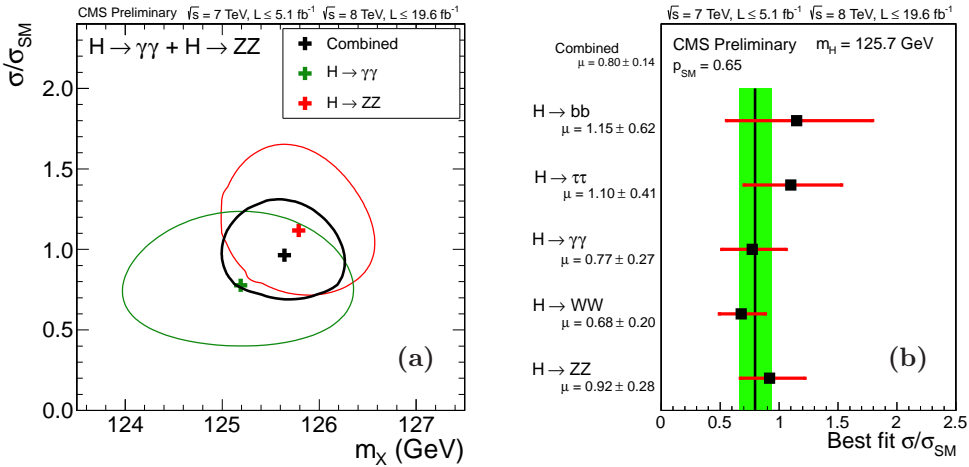 CMS Preliminary √s = 7 TeV, L ≤ 5.1 fb⁻¹ √s = 8 TeV, L ≤ 19.6 fb⁻¹
H → γγ + H → ZZ
Combined
H → γγ
H → ZZ
σ/σSM
2.0
1.5
1.0
0.5
0.0
124
125
126
127
mX (GeV)
(a)
√s = 7 TeV, L ≤ 5.1 fb⁻¹ √s = 8 TeV, L ≤ 19.6 fb⁻¹
Combined
μ = 0.80 ± 0.14
CMS Preliminary
mH = 125.7 GeV
pSM = 0.65
H → bb
μ = 1.15 ± 0.62
H → ττ
μ = 1.10 ± 0.41
H → γγ
μ = 0.77 ± 0.27
H → WW
μ = 0.68 ± 0.20
H → ZZ
μ = 0.92 ± 0.28
(b)
0
0.5
1
1.5
2
2.5
Best fit σ/σSM